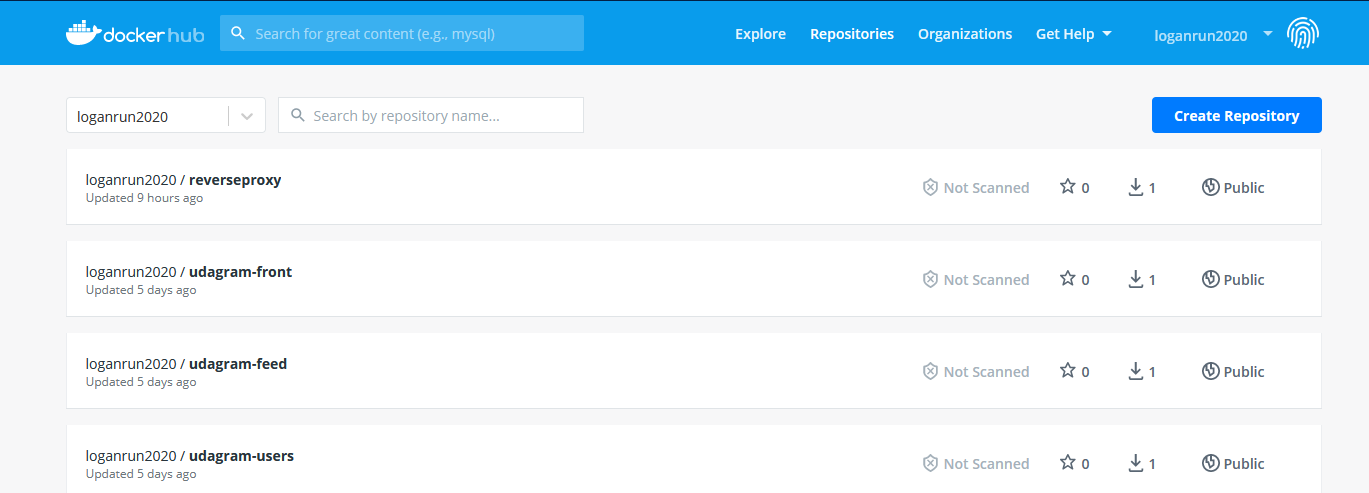 dockerhub Search for great content (e.g., mysql) Explore Repositories Organizations Get Help loganrun2020
loganrun2020 Search by repository name... Create Repository
loganrun2020 / reverseproxy
Updated 9 hours ago
Not Scanned 0 1 Public
loganrun2020 / udagram-front
Updated 5 days ago
Not Scanned 0 1 Public
loganrun2020 / udagram-feed
Updated 5 days ago
Not Scanned 0 1 Public
loganrun2020 / udagram-users
Updated 5 days ago
Not Scanned 0 1 Public